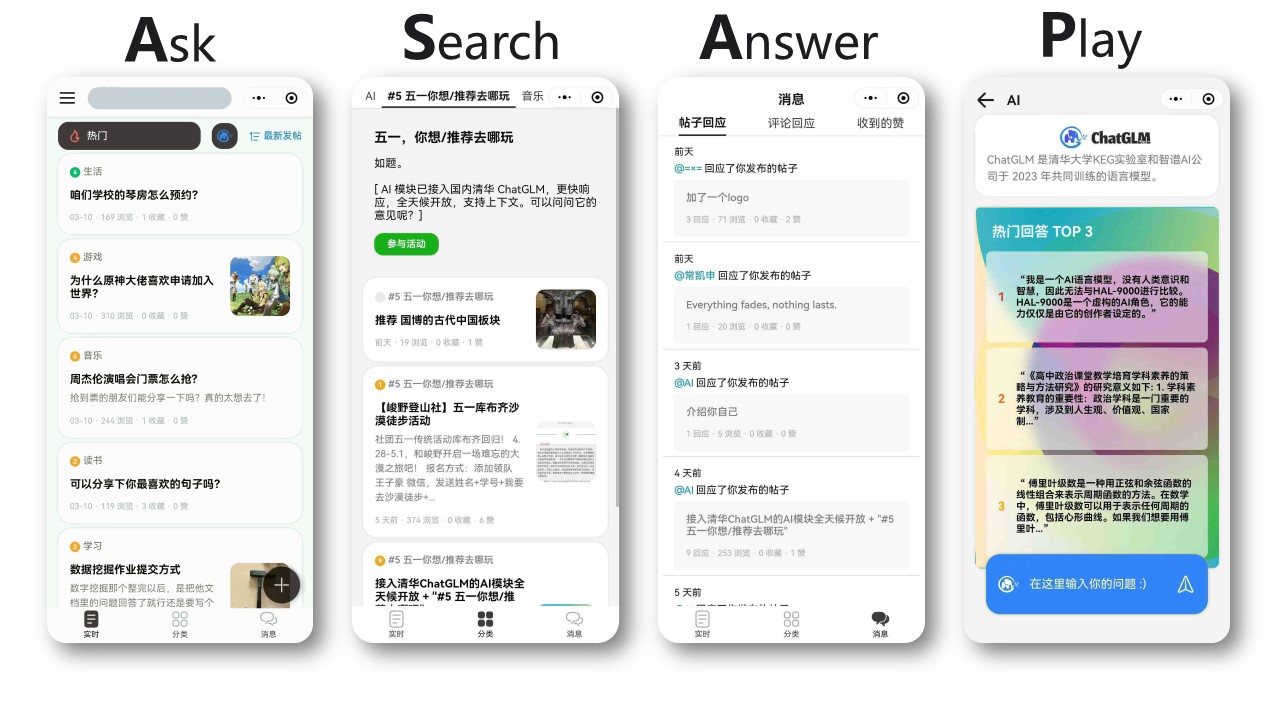 Ask
热门
最新发帖
4 生活
咱们学校的琴房怎么预约?
03-10 · 169 浏览 · 1 收藏 · 0 赞
游戏
为什么原神大佬喜欢申请加入
世界?
03-10 · 310 浏览 · 0 收藏 · 0 赞
音乐
周杰伦演唱会门票怎么抢?
抢到票的朋友们能分享一下吗? 真的太想去了!
03-10 · 244 浏览 · 1 收藏 · 0 赞
2 读书
可以分享下你最喜欢的句子吗?
03-10 · 119 浏览 · 3 收藏 · 0 赞
学习
数据挖掘作业提交方式
数字挖掘那个整完以后，是把他文
档里的问题回答了就行还是要写个
实时
分类
消息
Search
AI
#5 五一你想/推荐去哪玩
音乐
五一，你想/推荐去哪玩
如题。
[ AI 模块已接入国内清华 ChatGLM，更快响
应，全天候开放，支持上下文。可以问问它的
意见呢? ]
参与活动
#5 五一你想/推荐去哪玩
推荐 国博的古代中国板块
前天 · 19 浏览 · 0 收藏 · 1 赞
1 #5 五一你想/推荐去哪玩
【峻野登山社】五一库布齐沙
漠徒步活动
社团五一传统活动库布齐回归！ 4.
28-5.1，和峻野开启一场难忘的大
漠之旅吧！ 报名方式：添加领队
王子豪 微信，发送姓名+学号+我要
去沙漠徒步+...
5 天前 · 374 浏览 · 0 收藏 · 6 赞
#5 五一你想/推荐去哪玩
接入清华ChatGLM的AI模块全
天候开放 + "#5 五一你想/推
实时
分类
消息
Answer
消息
帖子回应
评论回应
收到的赞
前天
@=×= 回应了你发布的帖子
加了一个logo
3 回应 · 71 浏览 · 0 收藏 · 2 赞
前天
@常凯申 回应了你发布的帖子
Everything fades, nothing lasts.
1 回应 · 20 浏览 · 0 收藏 · 0 赞
3 天前
@AI 回应了你发布的帖子
介绍你自己
1 回应 · 5 浏览 · 0 收藏 · 0 赞
4 天前
@AI 回应了你发布的帖子
接入清华ChatGLM的AI模块全天候开放 + "#5
五一你想/推荐去哪玩"
9 回应 · 253 浏览 · 0 收藏 · 1 赞
5 天前
实时
分类
消息
Play
AI
ChatGLM
ChatGLM 是清华大学KEG实验室和智谱AI公
司于 2023 年共同训练的语言模型。
热门回答 TOP 3
1
“我是一个AI语言模型，没有人类意识和
智慧，因此无法与HAL-9000进行比较。
HAL-9000是一个虚构的AI角色，它的能
力仅仅是由它的创作者设定的。”
2
“《高中政治课堂教学培育学科素养的策
略与方法研究》的研究意义如下: 1. 学科素
养教育的重要性：政治学科是一门重要的
学科，涉及到人生观、价值观、国家
制...”
3
“ 傅里叶级数是一种用正弦和余弦函数的
线性组合来表示周期函数的方法。在数学
中，傅里叶级数可以用于表示任何周期的
函数，包括心形曲线。如果我们想要用傅
里叶...”
在这里输入你的问题 :)